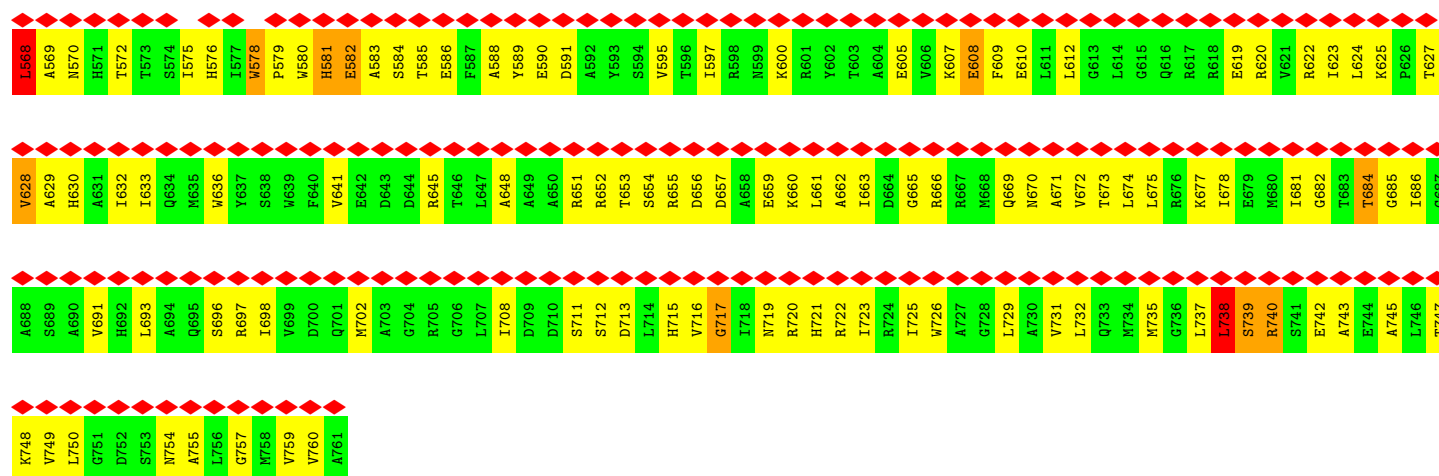 L568 A569 N570 H571 T572 T573 S574 I575 H576 I577 W578 P579 W580 H581 E582 A583 S584 T585 E586 F587 A588 Y589 E590 D591 A592 Y593 S594 V595 T596 I597 R598 N599 K600 R601 Y602 T603 A604 E605 V606 K607 E608 F609 E610 L611 L612 G613 L614 G615 Q616 R617 R618 E619 R620 V621 R622 I623 L624 K625 P626 T627
V628 A629 H630 A631 I632 I633 Q634 M635 W636 Y637 S638 W639 F640 V641 E642 D643 D644 R645 T646 L647 A648 A649 A650 R651 R652 T653 S654 R655 D656 D657 A658 E659 K660 L661 A662 I663 D664 G665 R666 R667 M668 Q669 N670 A671 V672 T673 L674 L675 R676 K677 I678 E679 M680 I681 G682 T683 T684 G685 I686 G687
A688 S689 A690 V691 H692 L693 A694 Q695 S696 R697 I698 V699 D700 Q701 M702 A703 G704 R705 G706 L707 I708 D709 D710 S711 S712 D713 L714 H715 V716 G717 I718 N719 R720 H721 R722 I723 R724 I725 W726 A727 G728 L729 A730 V731 L732 Q733 M734 M735 G736 L737 L738 S739 R740 S741 E742 A743 E744 A745 L746 T747
K748 V749 L750 G751 D752 S753 N754 A755 L756 G757 M758 V759 V760 A761